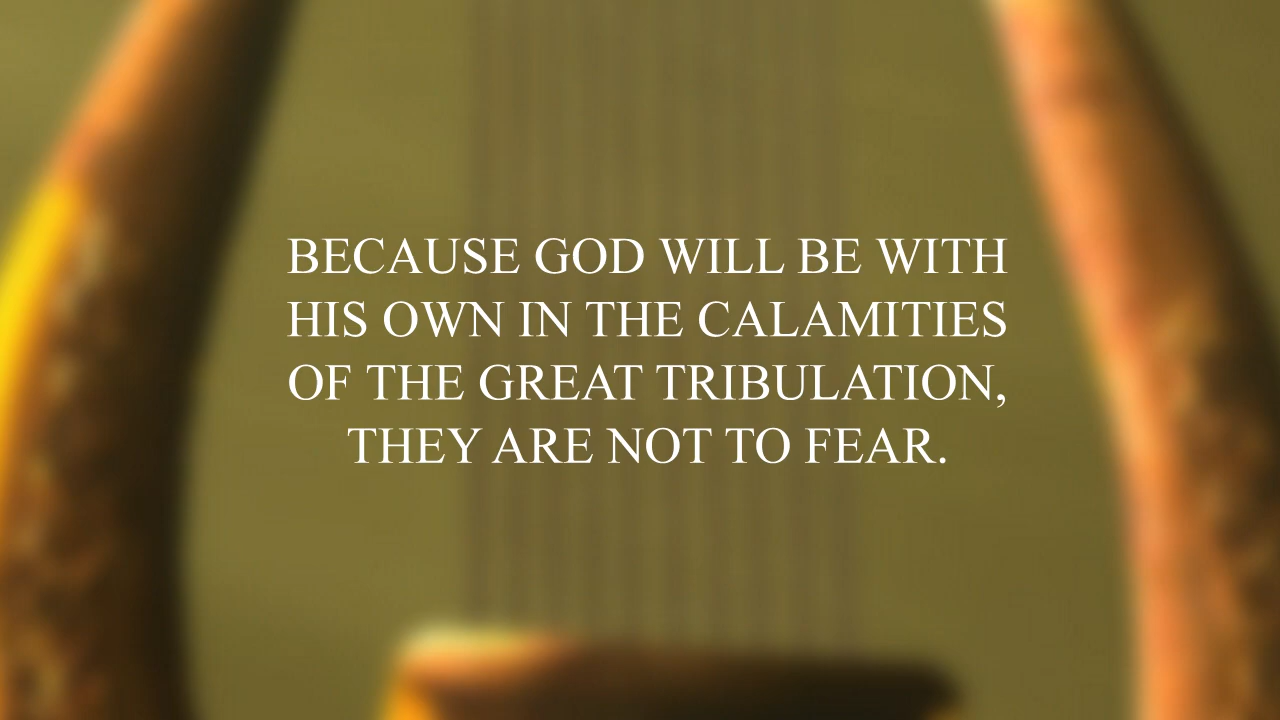 BECAUSE GOD WILL BE WITH
HIS OWN IN THE CALAMITIES
OF THE GREAT TRIBULATION,
THEY ARE NOT TO FEAR.